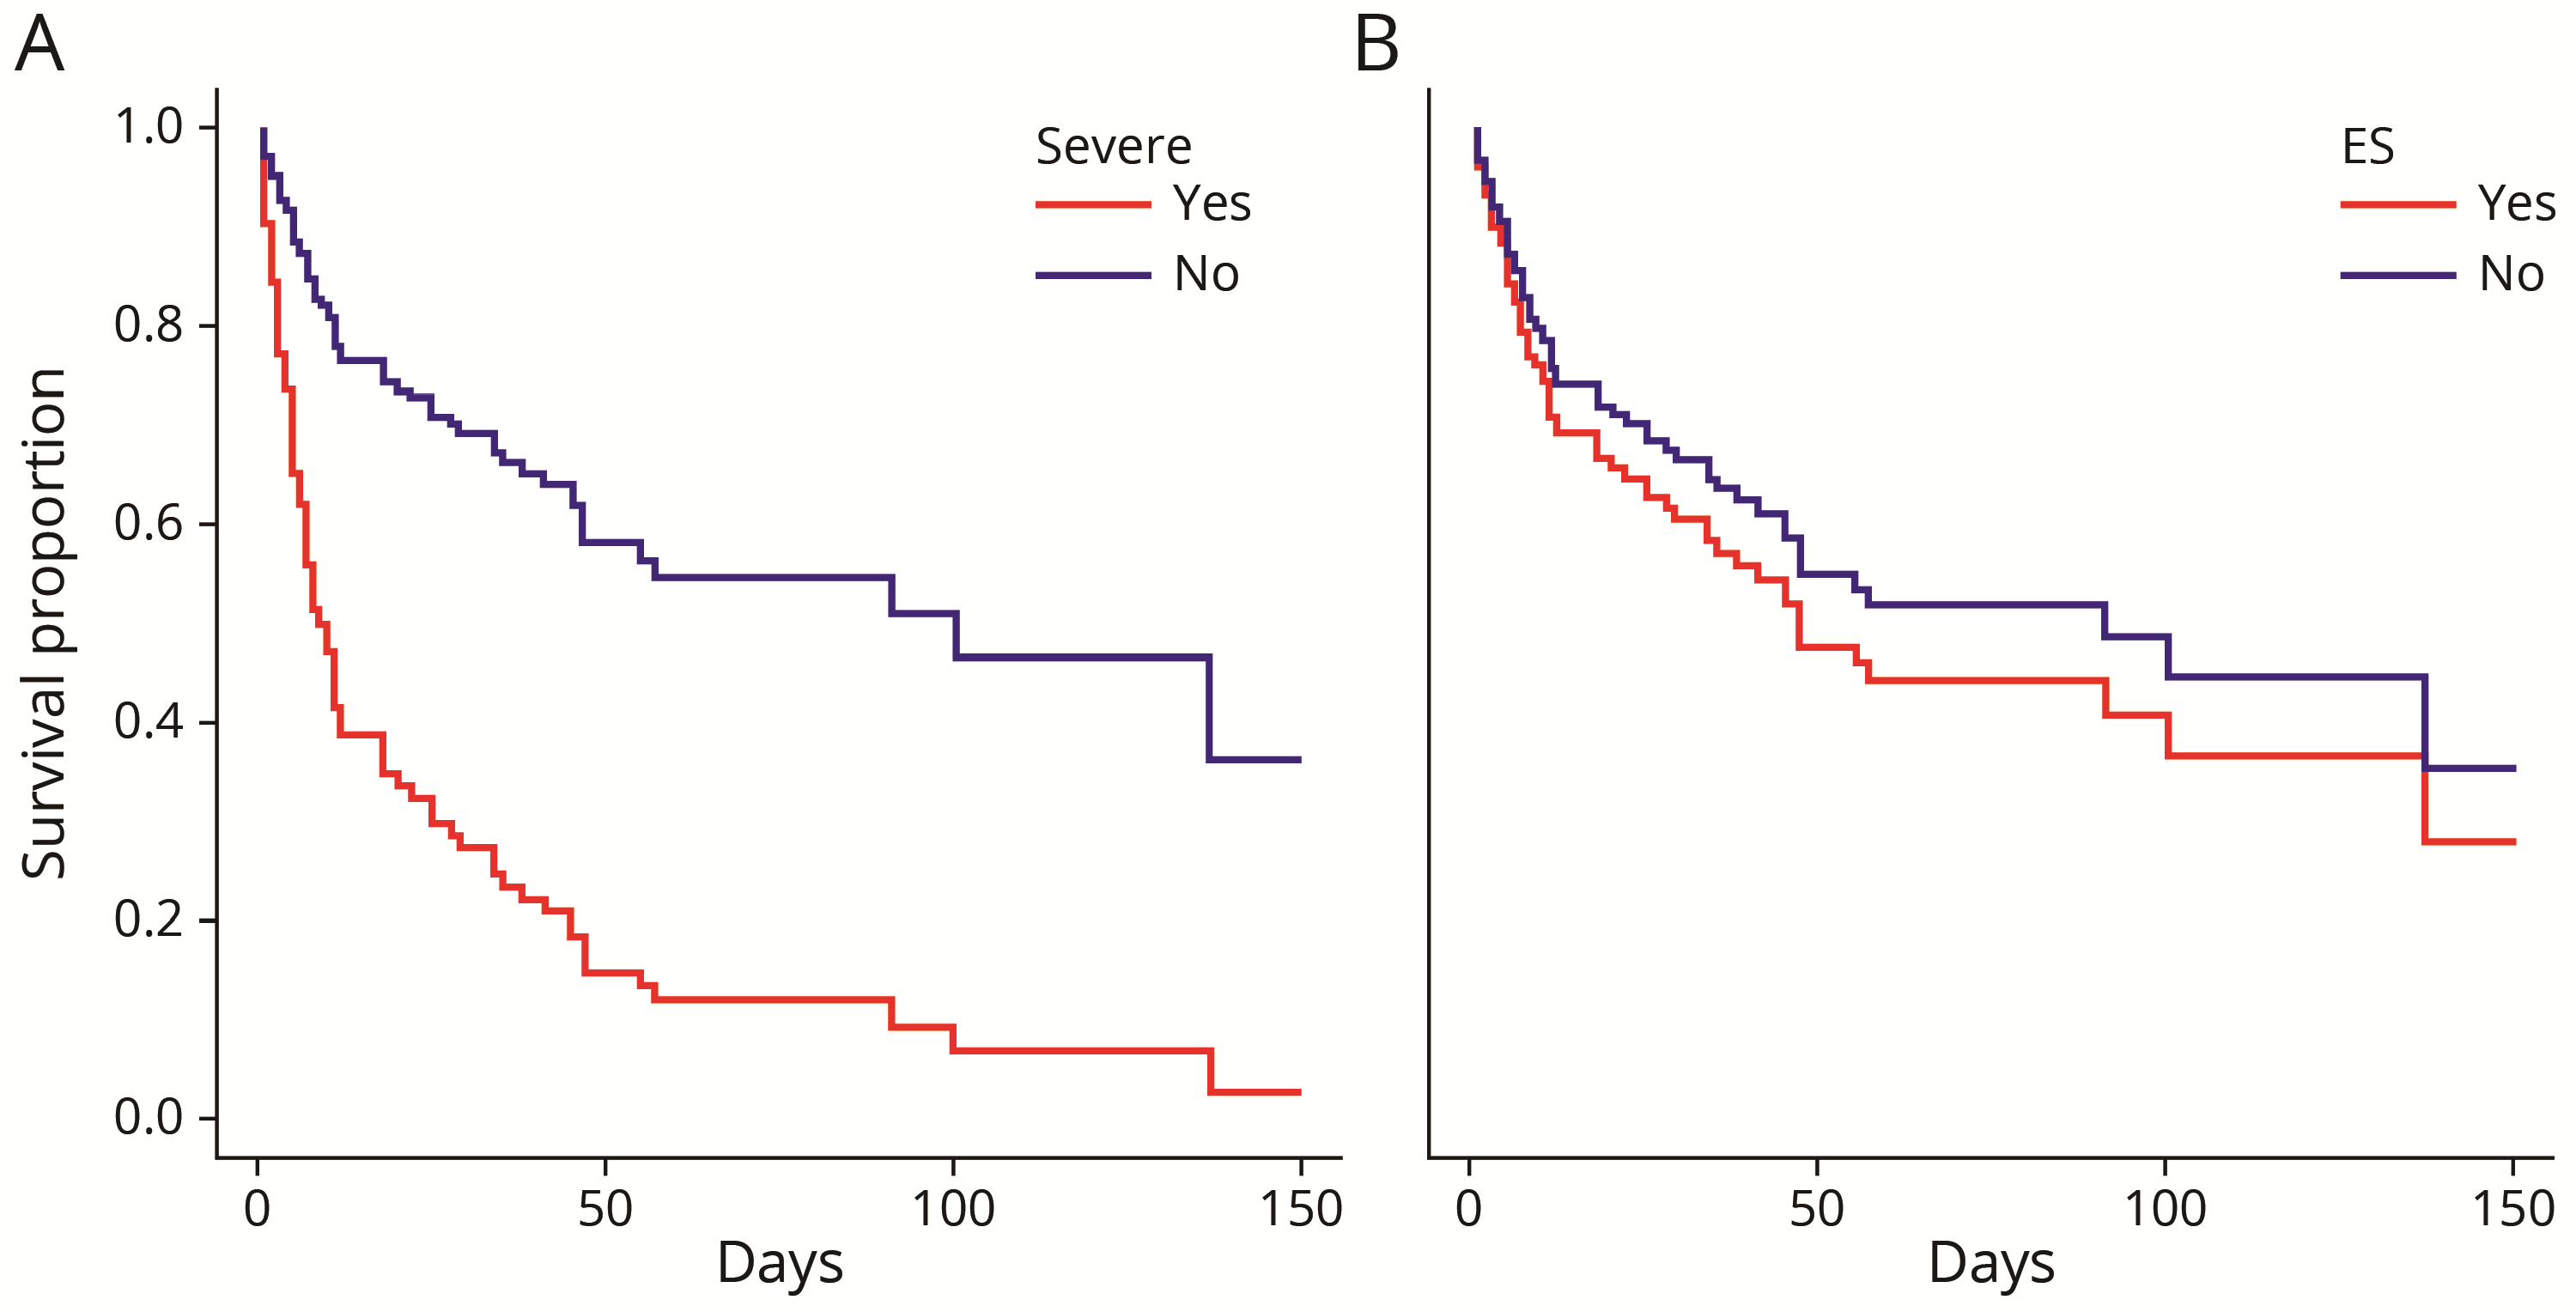 A
B
Severe
Yes
No
ES
Yes
No
1.0
0.8
0.6
0.4
0.2
0.0
Survival proportion
0 50 100 150
Days
0 50 100 150
Days